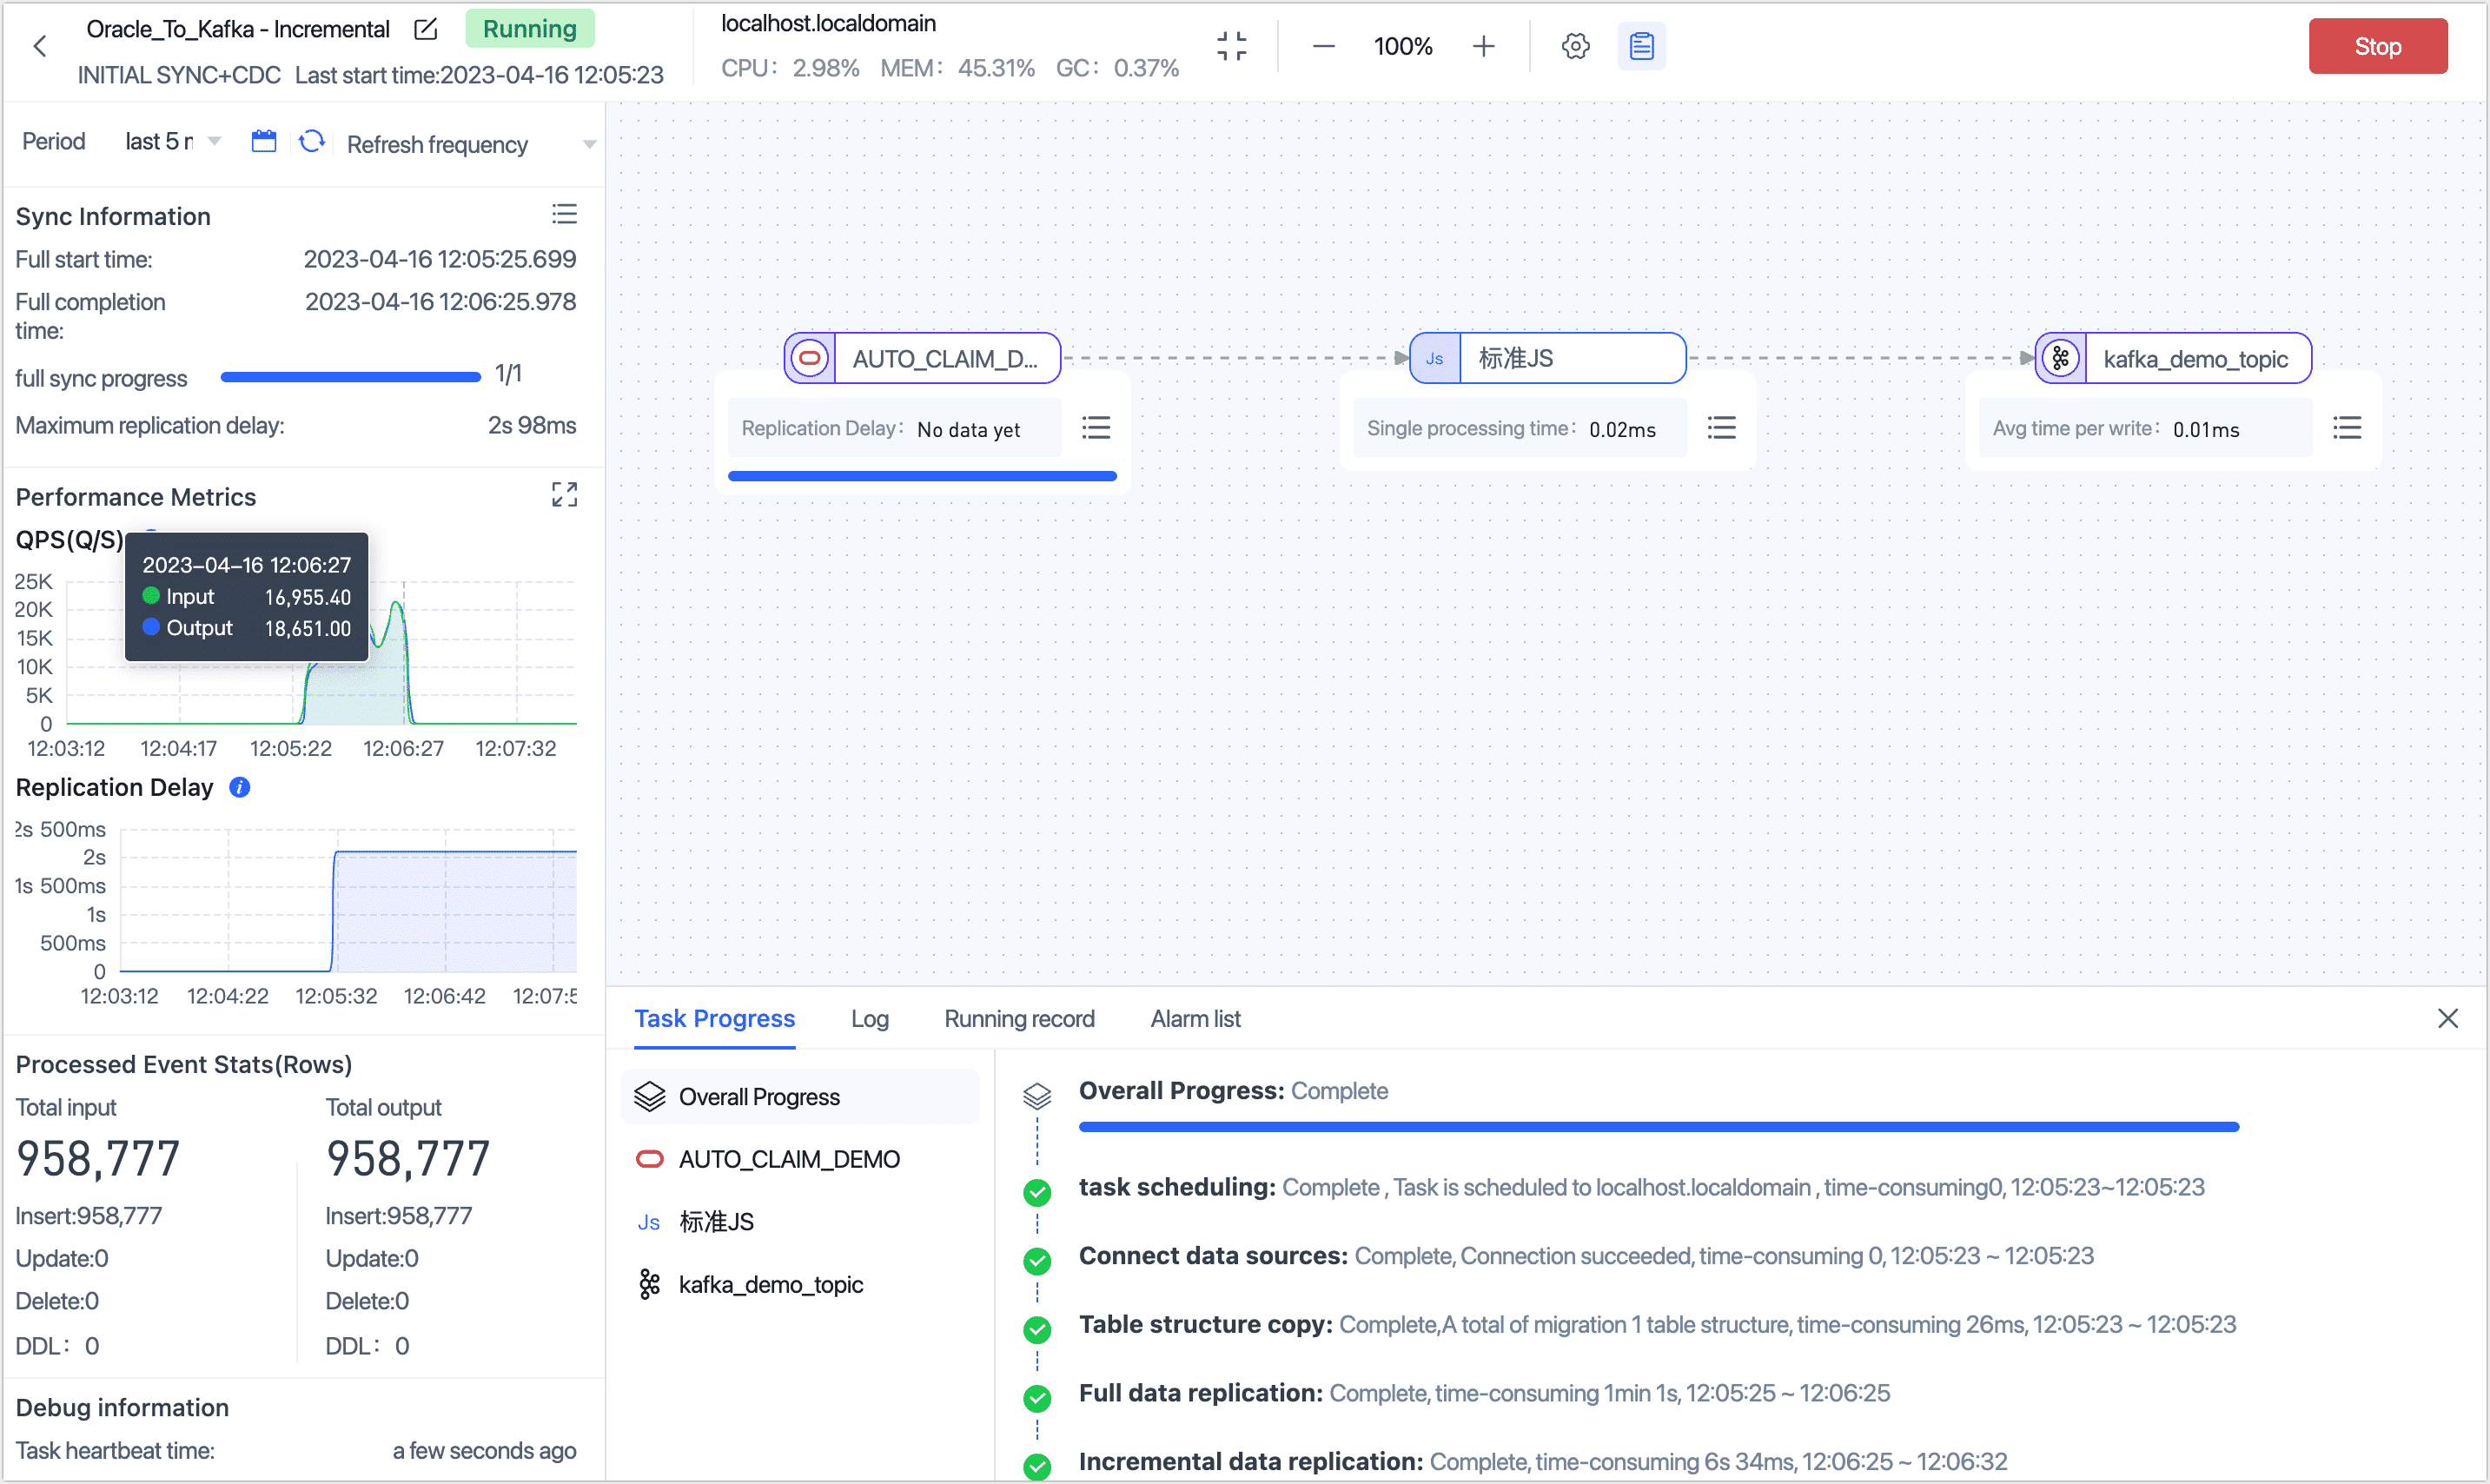 Oracle_To_Kafka - Incremental Running
INITIAL SYNC+CDC Last start time:2023-04-16 12:05:23
localhost.localdomain
CPU: 2.98% MEM: 45.31% GC: 0.37%
100%
Stop
Period last 5 r Refresh frequency
Sync Information
Full start time: 2023-04-16 12:05:25.699
Full completion time: 2023-04-16 12:06:25.978
full sync progress 1/1
Maximum replication delay: 2s 98ms
Performance Metrics
QPS(Q/S)
2023-04-16 12:06:27
Input 16,955.40
Output 18,651.00
25K
20K
15K
10K
5K
0
12:03:12 12:04:17 12:05:22 12:06:27 12:07:32
Replication Delay i
2s 500ms
2s
1s 500ms
1s
500ms
0
12:03:12 12:04:22 12:05:32 12:06:42 12:07:5
Processed Event Stats(Rows)
Total input Total output
958,777 958,777
Insert:958,777 Insert:958,777
Update:0 Update:0
Delete:0 Delete:0
DDL: 0 DDL: 0
Debug information
Task heartbeat time: a few seconds ago
AUTO_CLAIM_D...
Replication Delay: No data yet
Js 标准JS
Single processing time: 0.02ms
kafka_demo_topic
Avg time per write: 0.01ms
Task Progress Log Running record Alarm list
Overall Progress
AUTO_CLAIM_DEMO
Js 标准JS
kafka_demo_topic
Overall Progress: Complete
task scheduling: Complete , Task is scheduled to localhost.localdomain , time-consuming0, 12:05:23~12:05:23
Connect data sources: Complete, Connection succeeded, time-consuming 0, 12:05:23 ~ 12:05:23
Table structure copy: Complete,A total of migration 1 table structure, time-consuming 26ms, 12:05:23 ~ 12:05:23
Full data replication: Complete, time-consuming 1min 1s, 12:05:25 ~ 12:06:25
Incremental data replication: Complete, time-consuming 6s 34ms, 12:06:25 ~ 12:06:32